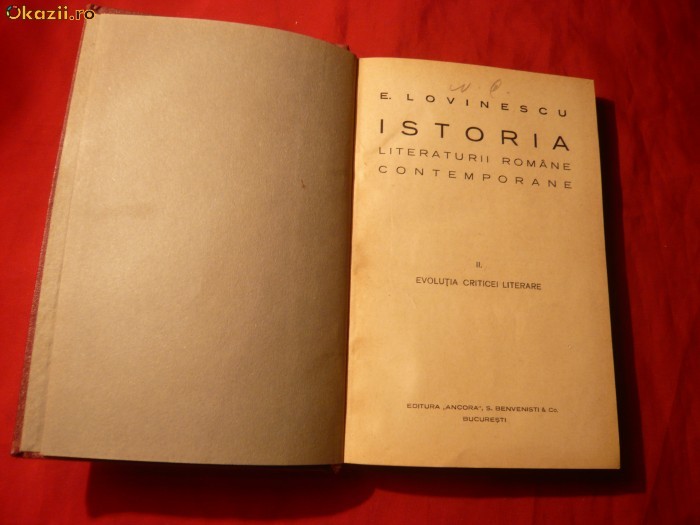 Okazii.ro
E. LOVINESCU
ISTORIA
LITERATURII ROMÂNE
CONTEMPORANE
II.
EVOLUȚIA CRITICEI LITERARE
EDITURA „ANCORA", S. BENVENISTI & Co.
BUCUREȘTI